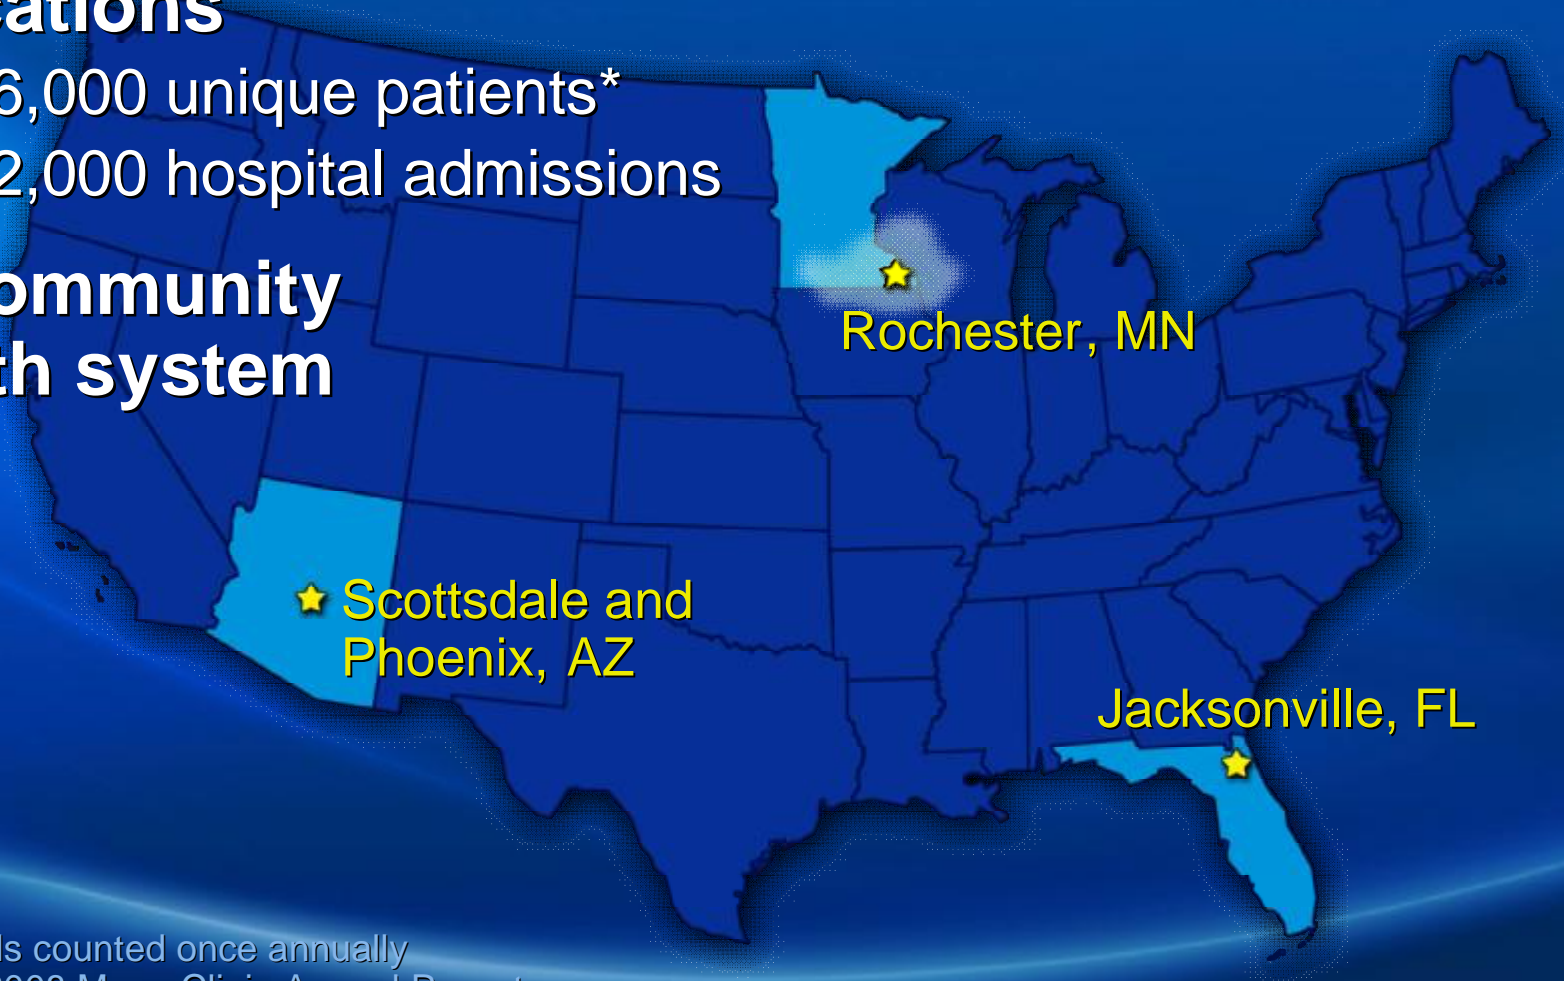 ations
6,000 unique patients*
2,000 hospital admissions
ommunity
th system
Rochester, MN
Scottsdale and
Phoenix, AZ
Jacksonville, FL
ls counted once annually